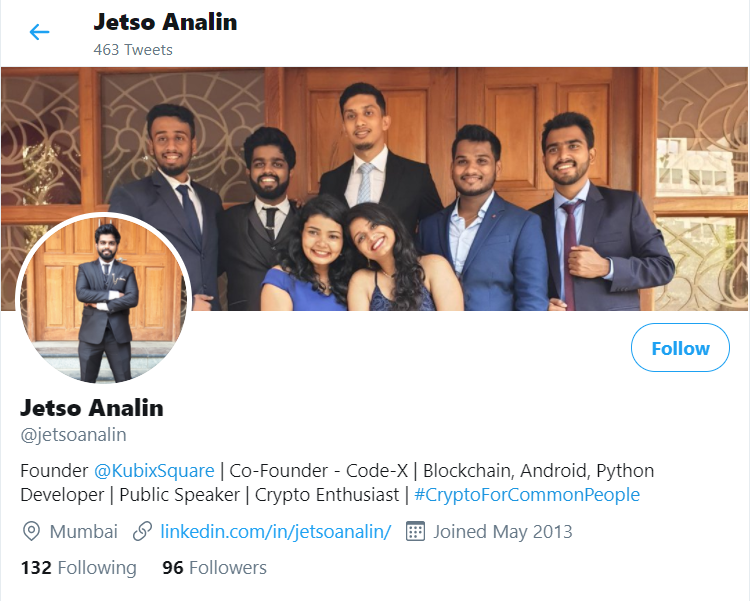 Jetso Analin
463 Tweets
Follow
Jetso Analin
@jetsoanalin
Founder @KubixSquare | Co-Founder - Code-X | Blockchain, Android, Python
Developer | Public Speaker | Crypto Enthusiast | #CryptoForCommonPeople
Mumbai linkedin.com/in/jetsoanalin/ Joined May 2013
132 Following 96 Followers